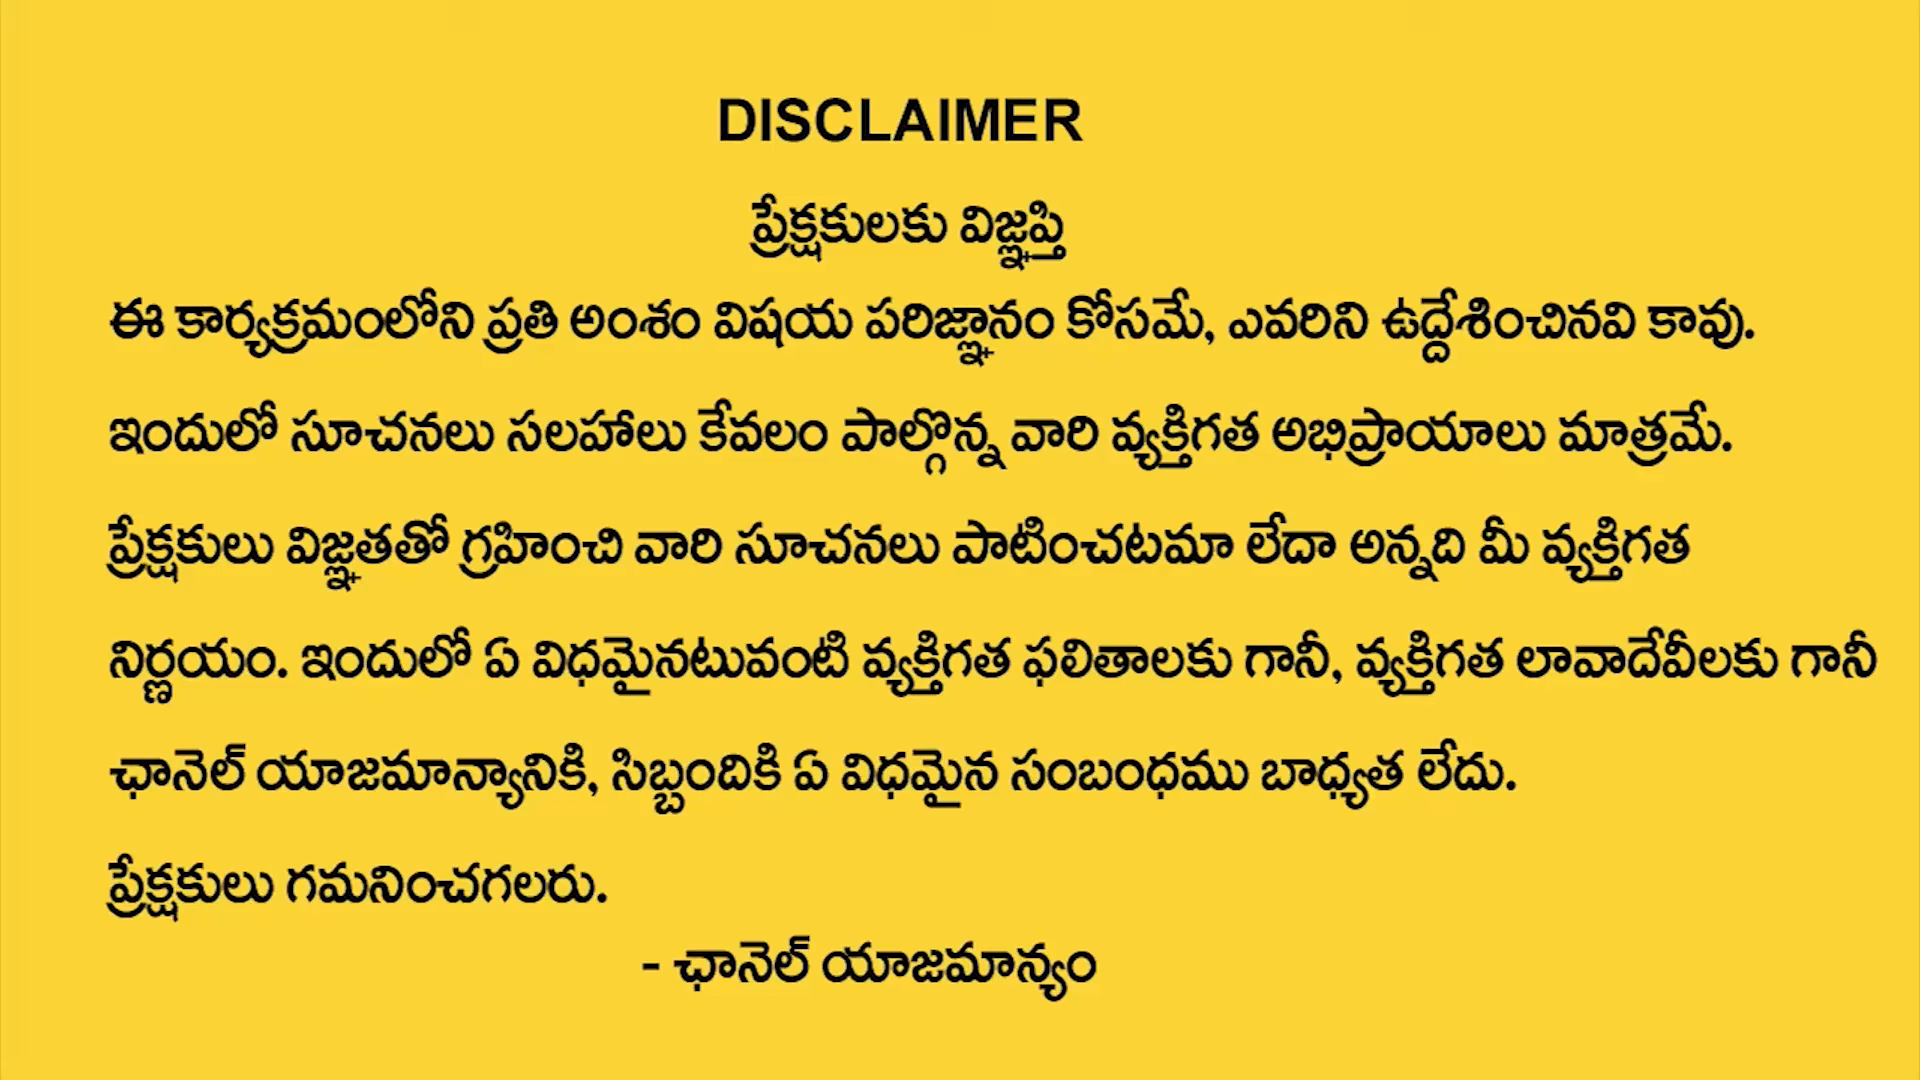 DISCLAIMER
ప్రేక్షకులకు విజ్ఞప్తి
ఈ కార్యక్రమంలోని ప్రతి అంశం విషయ పరిజ్ఞానం కోసమే, ఎవరిని ఉద్దేశించినవి కావు.
ఇందులో సూచనలు సలహాలు కేవలం పాల్గొన్న వారి వ్యక్తిగత అభిప్రాయాలు మాత్రమే.
ప్రేక్షకులు విజ్ఞతతో గ్రహించి వారి సూచనలు పాటించటమా లేదా అన్నది మీ వ్యక్తిగత
నిర్ణయం. ఇందులో ఏ విధమైనటువంటి వ్యక్తిగత ఫలితాలకు గానీ, వ్యక్తిగత లావాదేవీలకు గానీ
ఛానెల్ యాజమాన్యానికి, సిబ్బందికి ఏ విధమైన సంబంధము బాధ్యత లేదు.
ప్రేక్షకులు గమనించగలరు.
- ఛానెల్ యాజమాన్యం